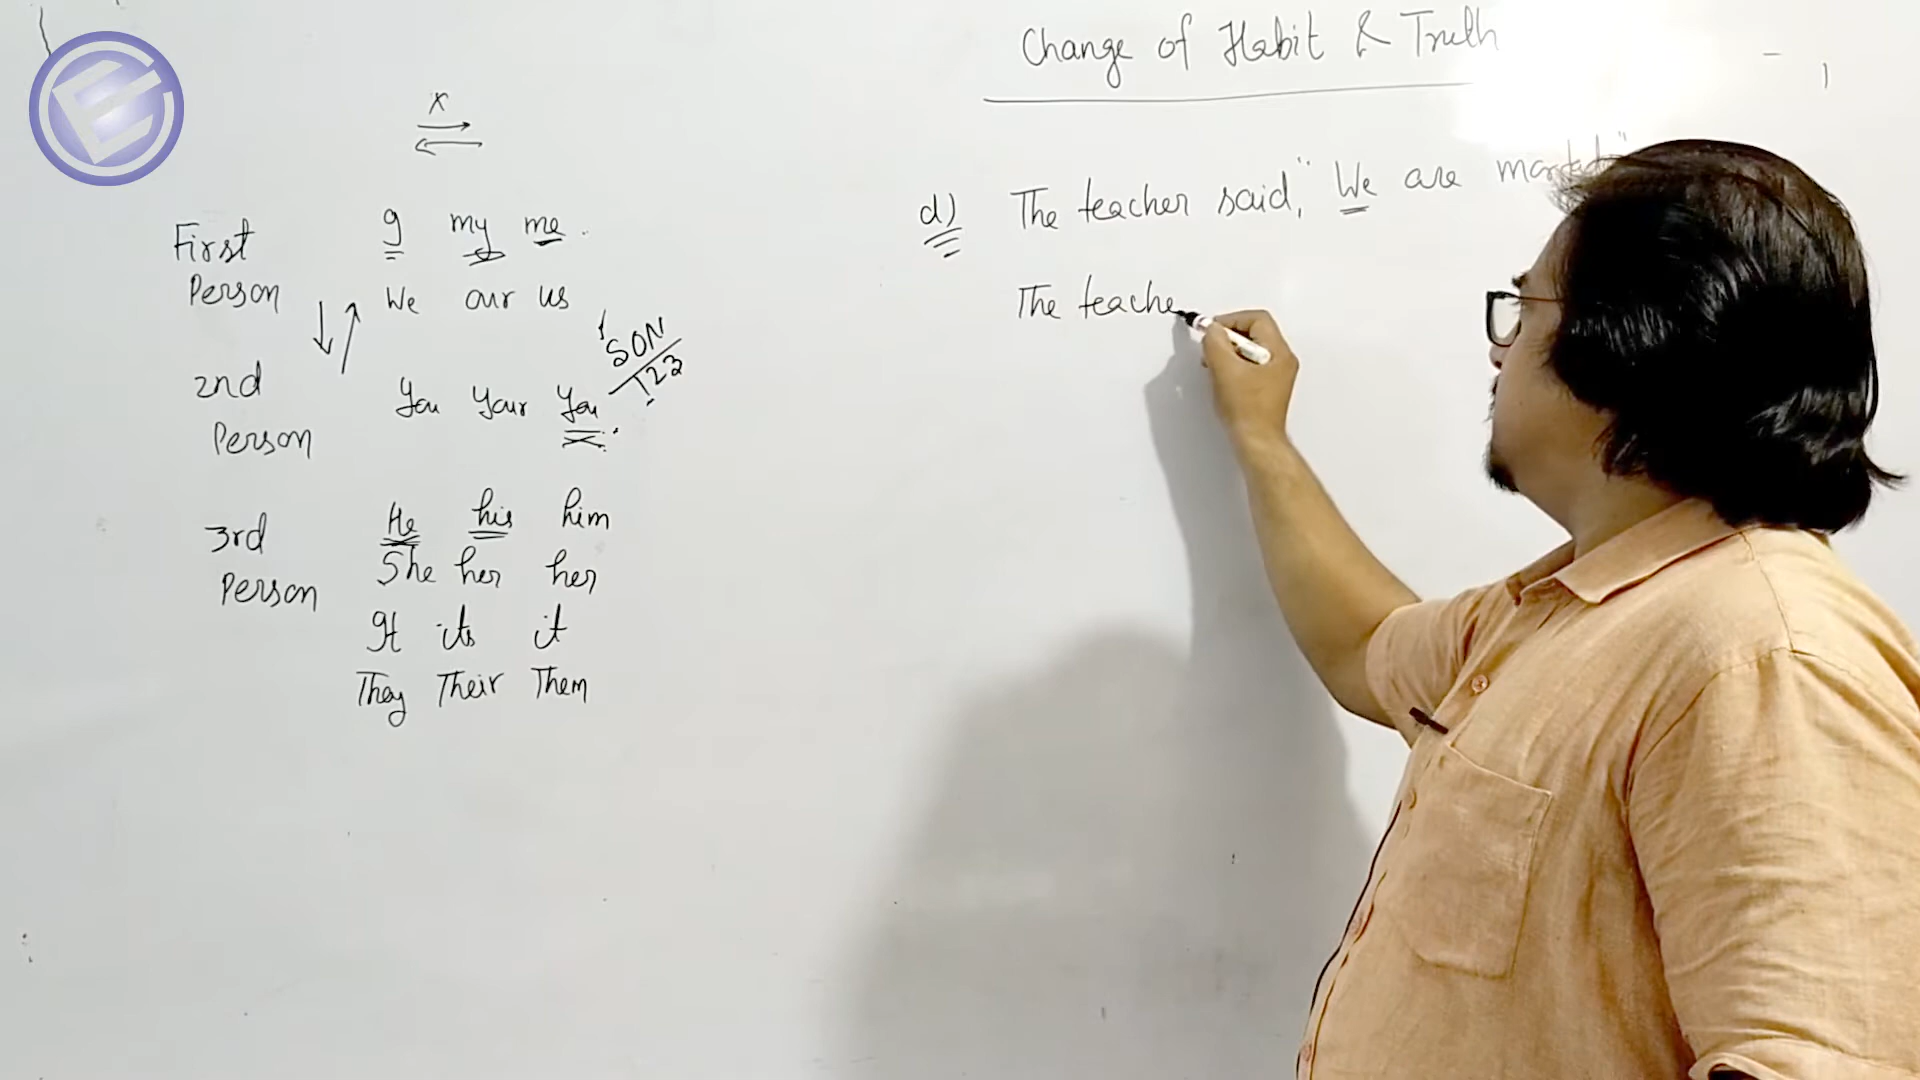 Change of Habit & Truth
x
First
Person
I my me
We our us
SON
123
2nd
Person
You Your You
3rd
Person
He his him
She her her
It its it
They Their Them
d) The teacher said, "We are
The teache